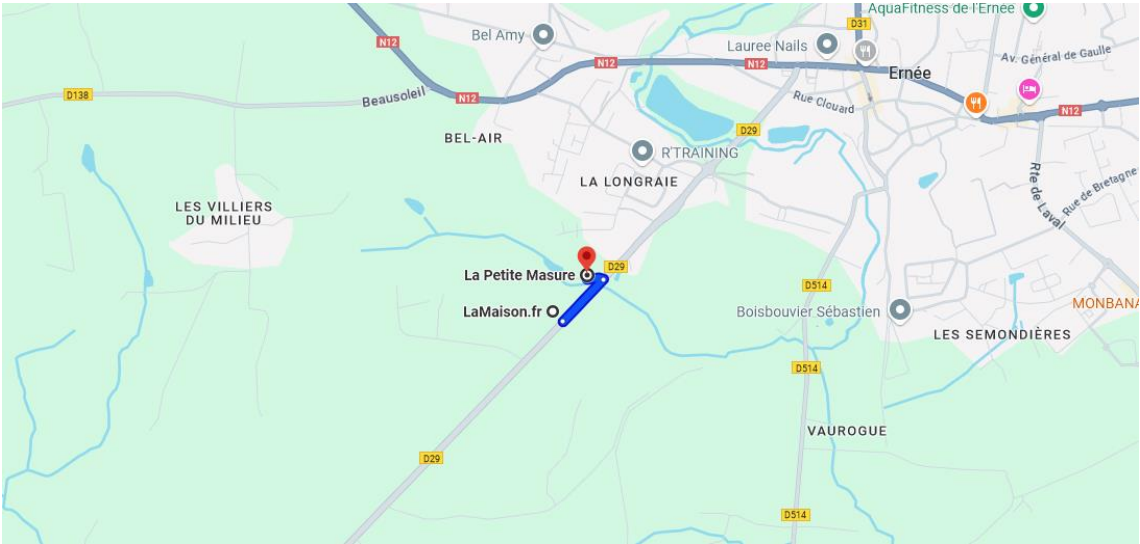 AquaFitness de l'Ernée
D31
Bel Amy
N12
Lauree Nails
Av. Général de Gaulle
N12
N12
Ernée
D138
Beausoleil
N12
Rue Clouard
N12
D29
BEL-AIR
R'TRAINING
LA LONGRAIE
Rte de Laval
Rue de Bretagne
LES VILLIERS
DU MILIEU
La Petite Masure
D29
D514
LaMaison.fr
Boisbouvier Sébastien
MONBANA
LES SEMONDIÈRES
D514
VAUROGUE
D29
D514